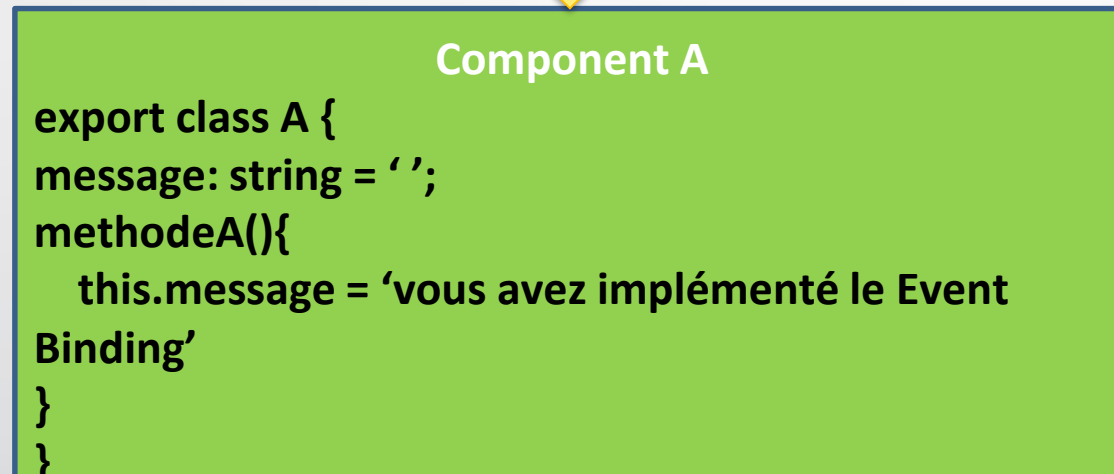 Component A
export class A {
message: string = ‘ ’;
methodeA(){
this.message = ‘vous avez implémenté le Event
Binding’
}
}